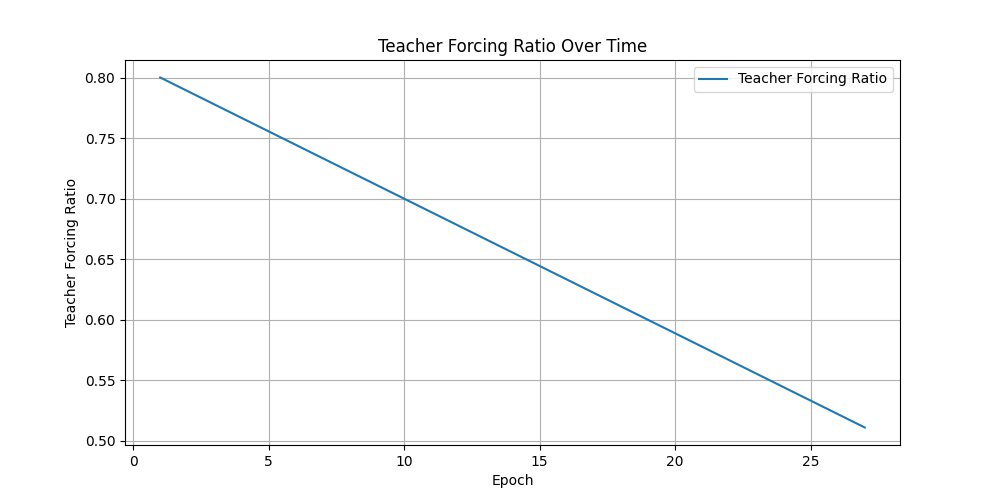 Teacher Forcing Ratio Over Time
Teacher Forcing Ratio
Teacher Forcing Ratio
0.80
0.75
0.70
0.65
0.60
0.55
0.50
0 5 10 15 20 25
Epoch